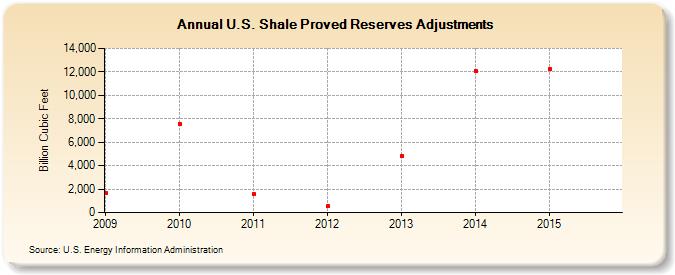 Annual U.S. Shale Proved Reserves Adjustments
Billion Cubic Feet
14,000
12,000
10,000
8,000
6,000
4,000
2,000
0
2009 2010 2011 2012 2013 2014 2015
Source: U.S. Energy Information Administration